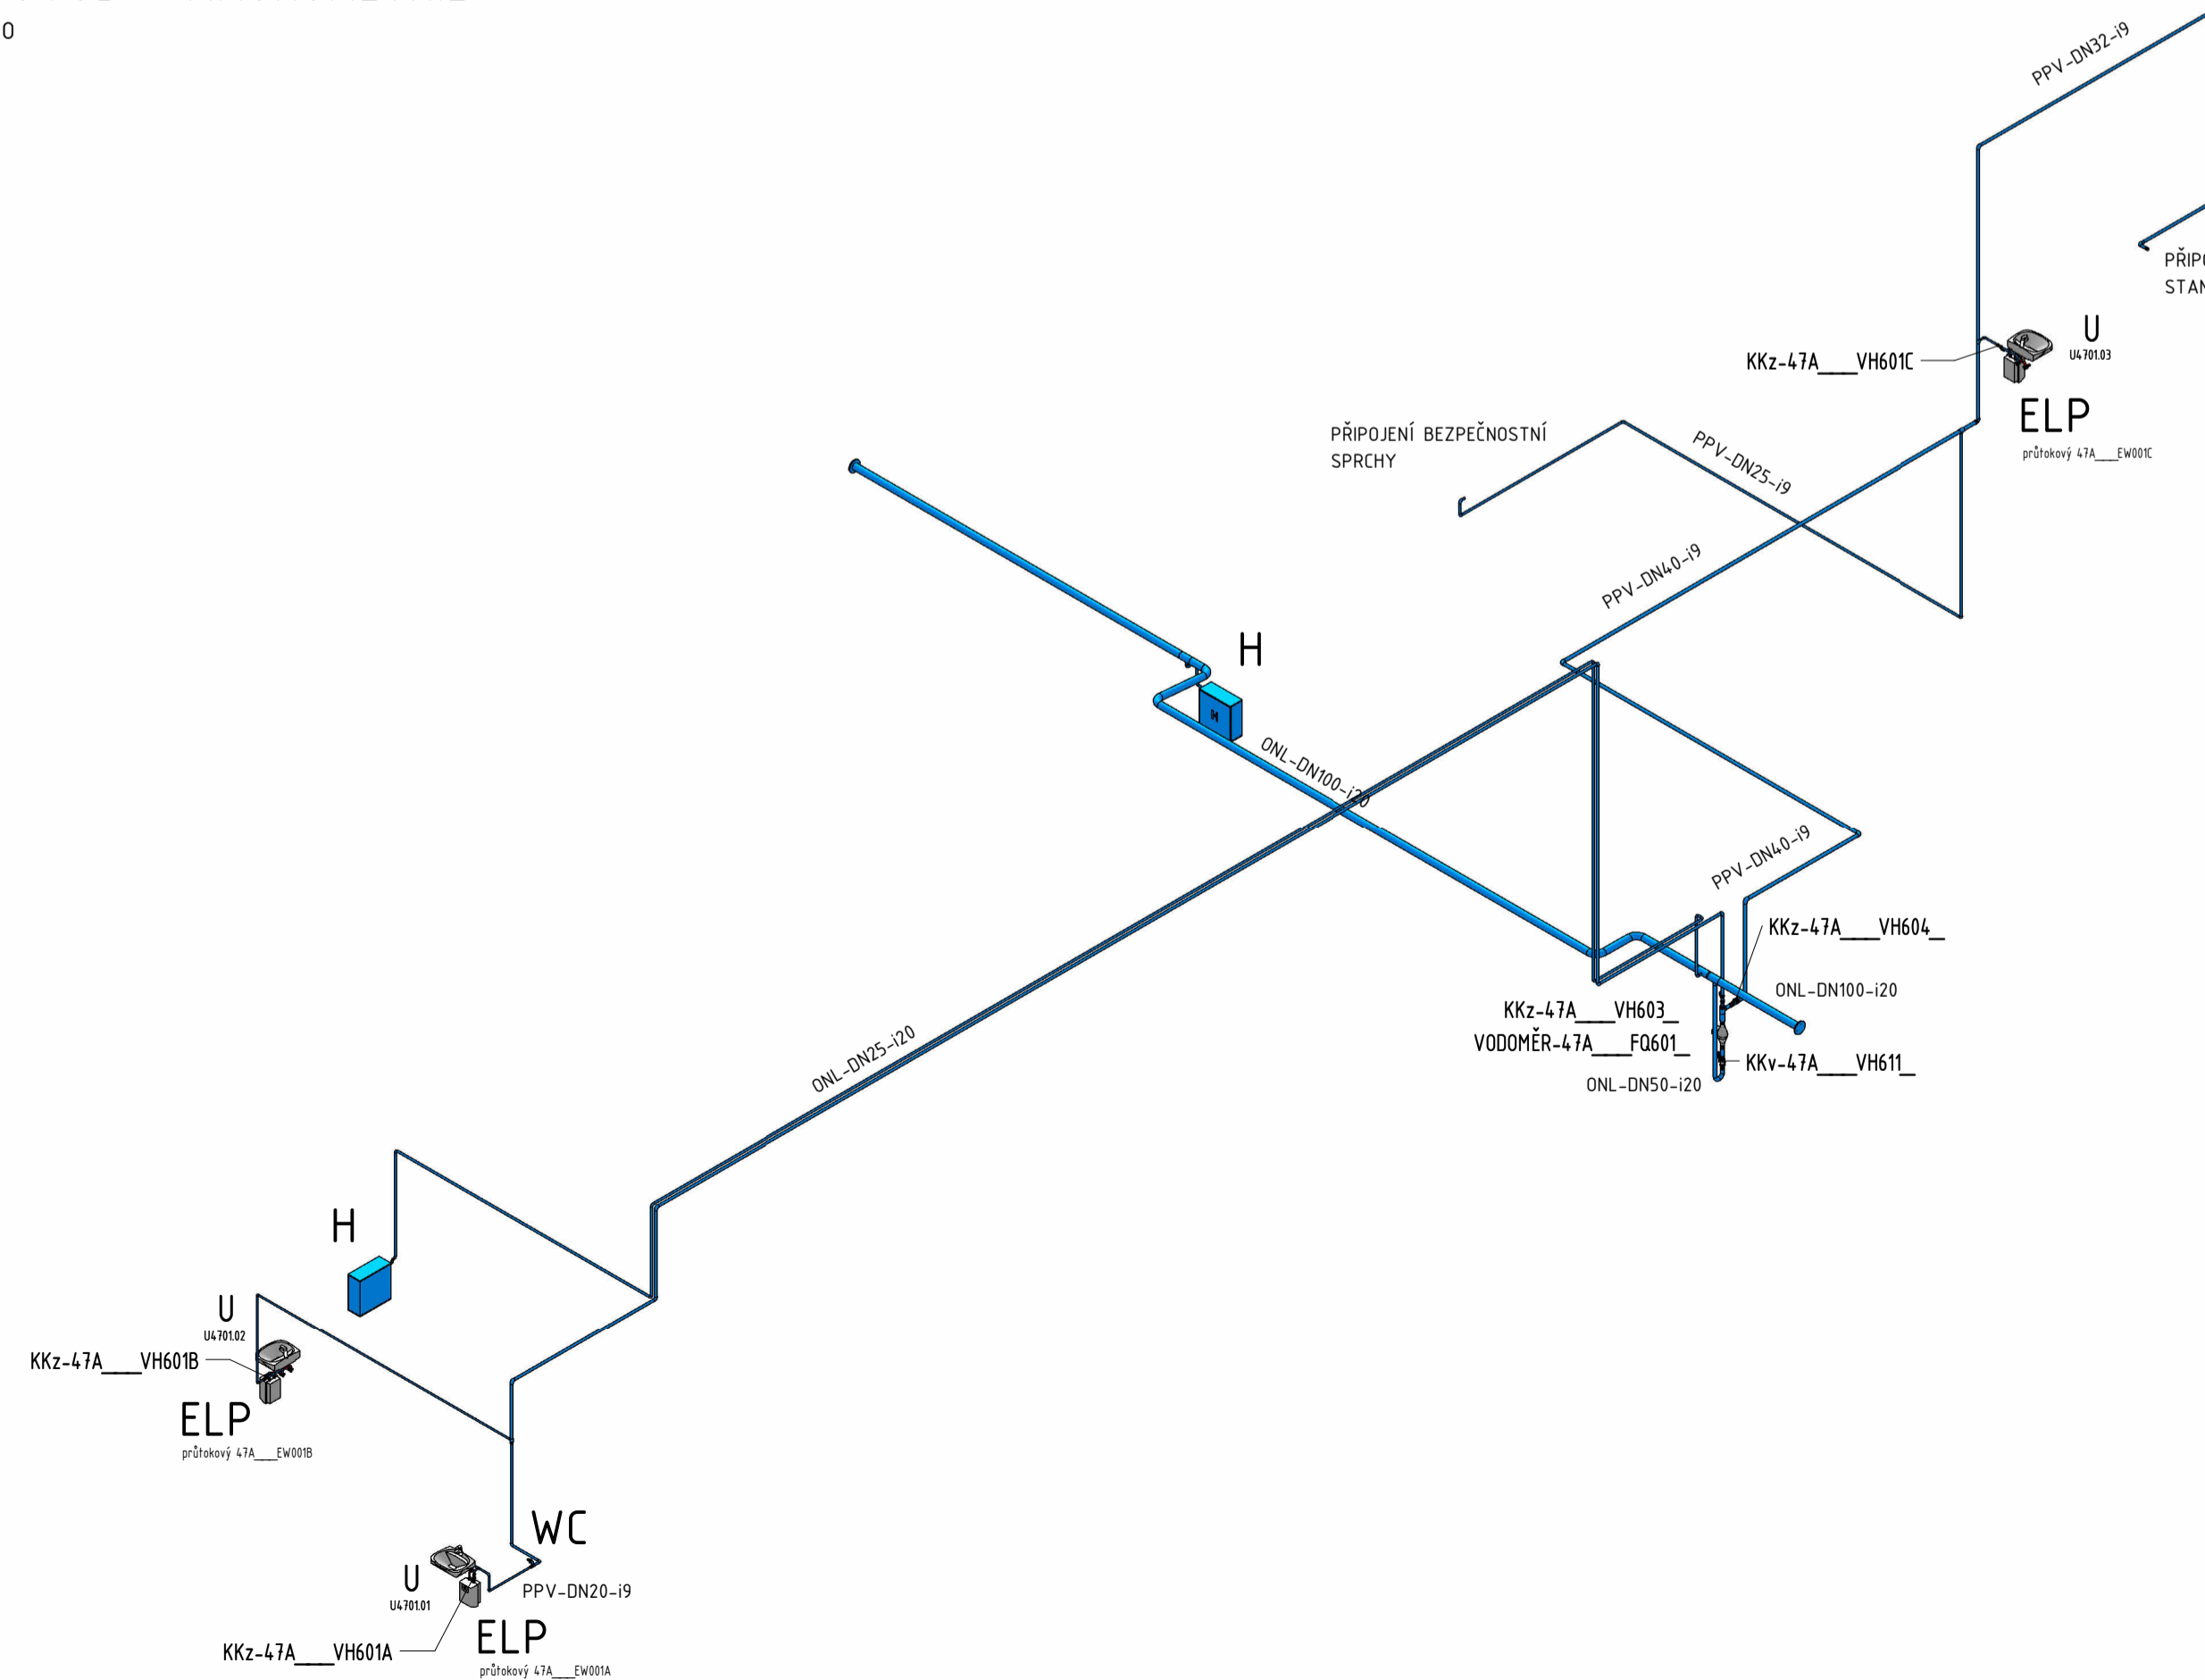 0
PPV-DN32-i9
U
U4701.03
KKz-47A___VH601C
ELP
průtokový 47A___EW001C
PŘIPOJENÍ BEZPEČNOSTNÍ
SPRCHY
PPV-DN25-i9
PPV-DN40-i9
H
H
ONL-DN100-i20
PPV-DN40-i9
KKz-47A___VH604_
ONL-DN100-i20
KKz-47A___VH603_
VODOMĚR-47A___FQ601_
KKv-47A___VH611_
ONL-DN50-i20
ONL-DN25-i20
H
U
U4701.02
KKz-47A___VH601B
ELP
průtokový 47A___EW001B
WC
U
U4701.01
PPV-DN20-i9
KKz-47A___VH601A
ELP
průtokový 47A___EW001A